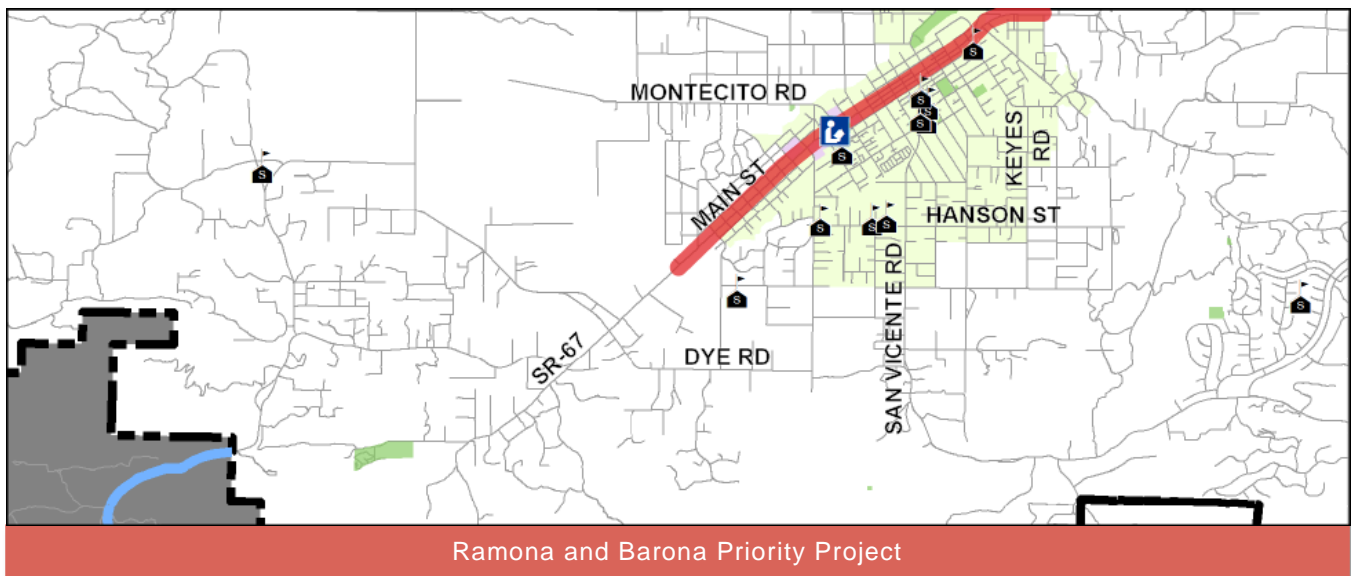 MONTECITO RD
KEYES
RD
MAIN ST
HANSON ST
SAN VICENTE RD
SR-67
DYE RD
S
S
S
S
S
S
S
S
S
S
S
Ramona and Barona Priority Project